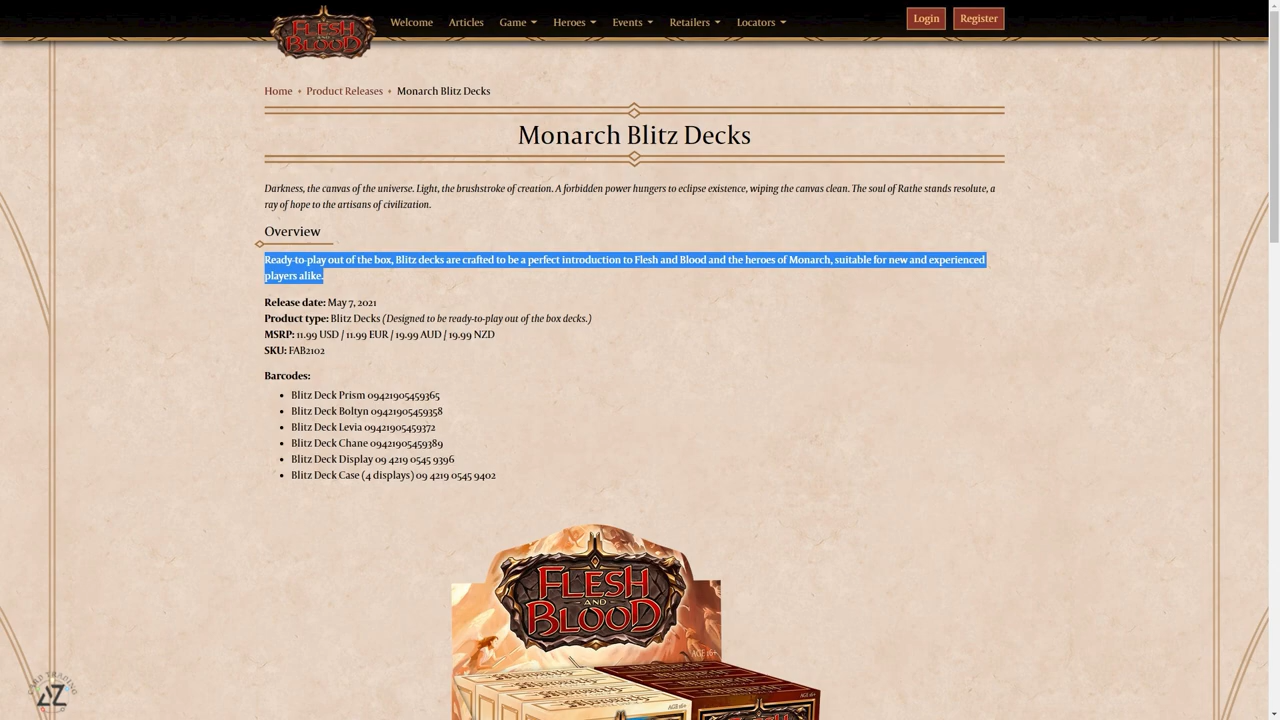 FLESH
AND
BLOOD
Welcome Articles Game Heroes Events Retailers Locators
Login Register
Home • Product Releases • Monarch Blitz Decks
Monarch Blitz Decks
Darkness, the canvas of the universe. Light, the brushstroke of creation. A forbidden power hungers to eclipse existence, wiping the canvas clean. The soul of Rathe stands resolute, a
ray of hope to the artisans of civilization.
Overview
Ready-to-play out of the box, Blitz decks are crafted to be a perfect introduction to Flesh and Blood and the heroes of Monarch, suitable for new and experienced
players alike.
Release date: May 7, 2021
Product type: Blitz Decks (Designed to be ready-to-play out of the box decks.)
MSRP: 11.99 USD / 11.99 EUR / 19.99 AUD / 19.99 NZD
SKU: FAB2102
Barcodes:
• Blitz Deck Prism 09421905459365
• Blitz Deck Boltyn 09421905459358
• Blitz Deck Levia 09421905459372
• Blitz Deck Chane 09421905459389
• Blitz Deck Display 09 4219 0545 9396
• Blitz Deck Case (4 displays) 09 4219 0545 9402
FLESH
AND
BLOOD
AGE 16+